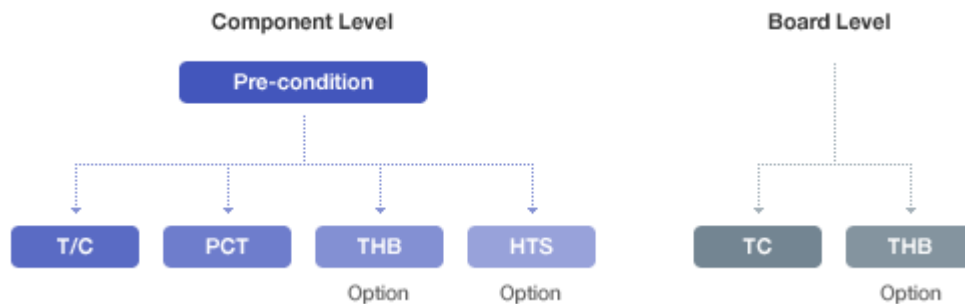 Component Level
Board Level
Pre-condition
T/C
PCT
THB
HTS
TC
THB
Option
Option
Option